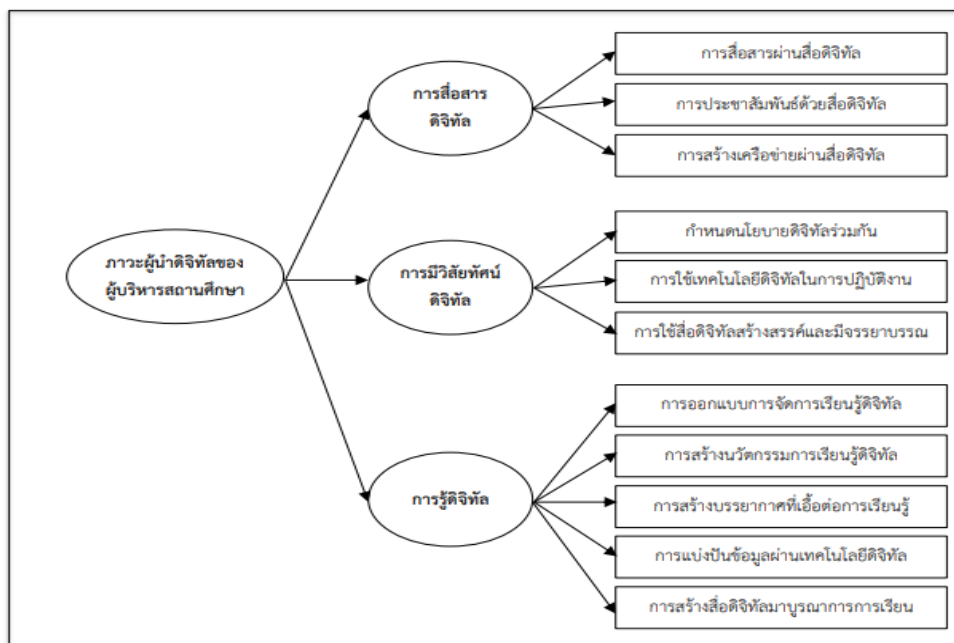 การสื่อสารผ่านสื่อดิจิทัล
การสื่อสาร
ดิจิทัล
การประชาสัมพันธ์ด้วยสื่อดิจิทัล
การสร้างเครือข่ายผ่านสื่อดิจิทัล
กำหนดนโยบายดิจิทัลร่วมกัน
ภาวะผู้นำดิจิทัลของ
ผู้บริหารสถานศึกษา
การมีวิสัยทัศน์
ดิจิทัล
การใช้เทคโนโลยีดิจิทัลในการปฏิบัติงาน
การใช้สื่อดิจิทัลสร้างสรรค์และมีจรรยาบรรณ
การออกแบบการจัดการเรียนรู้ดิจิทัล
การสร้างนวัตกรรมการเรียนรู้ดิจิทัล
การรู้ดิจิทัล
การสร้างบรรยากาศที่เอื้อต่อการเรียนรู้
การแบ่งปันข้อมูลผ่านเทคโนโลยีดิจิทัล
การสร้างสื่อดิจิทัลมาบูรณาการการเรียน